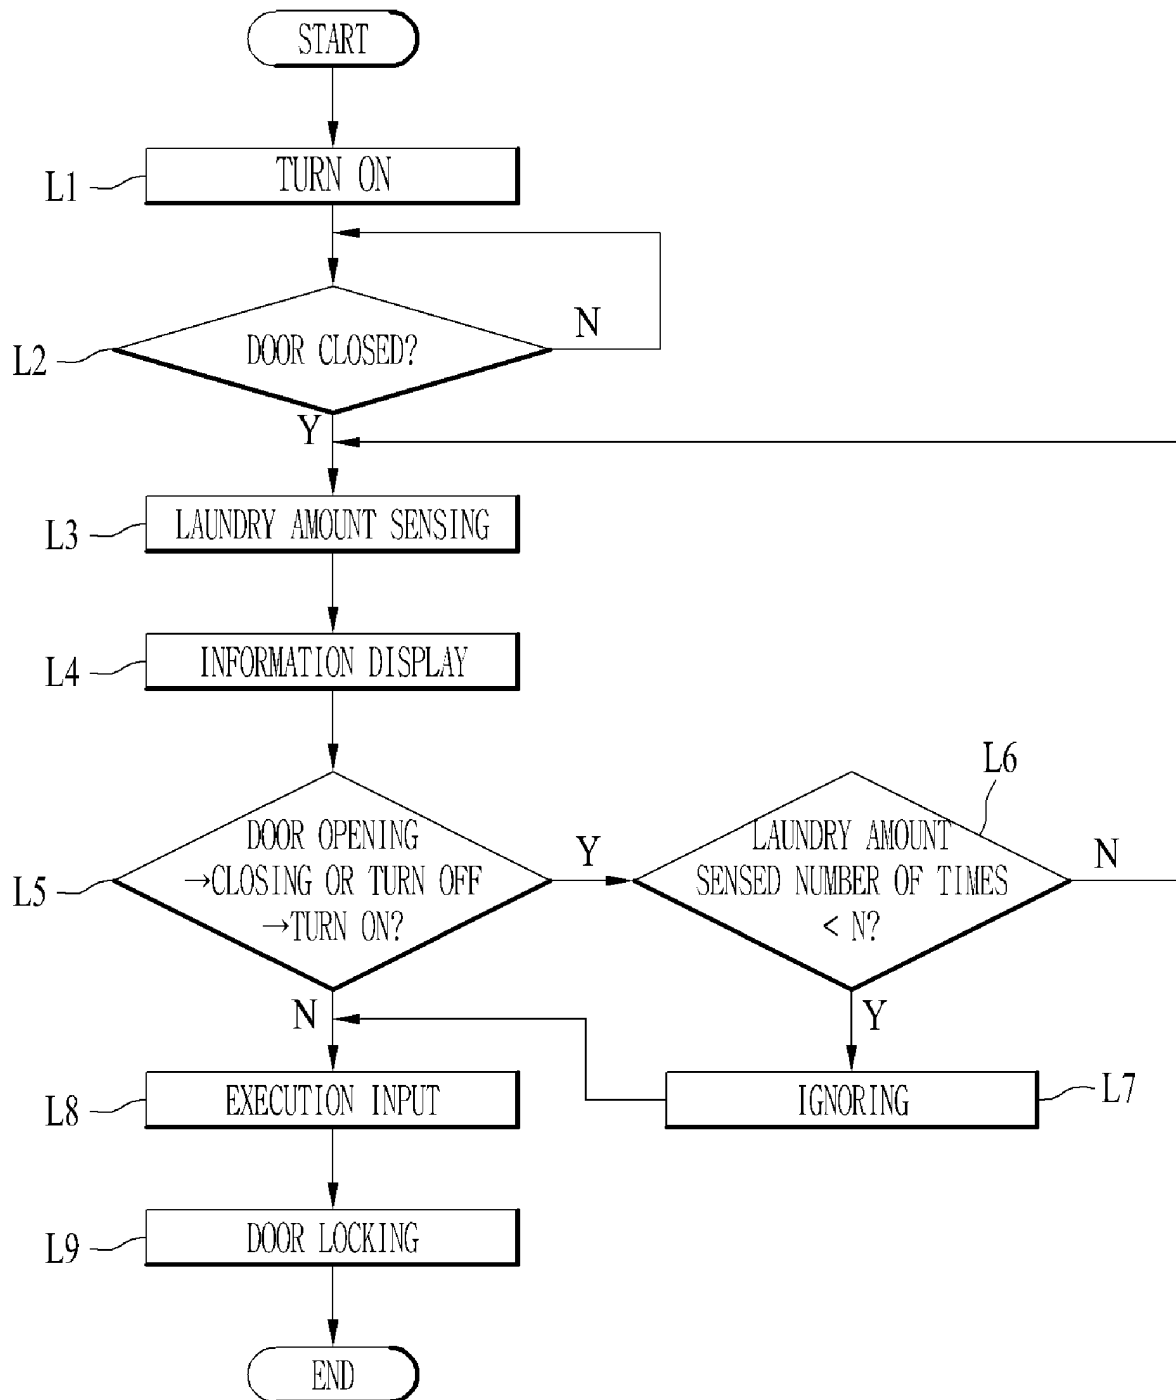 START
L1
TURN ON
L2
DOOR CLOSED?
N
Y
L3
LAUNDRY AMOUNT SENSING
L4
INFORMATION DISPLAY
L5
DOOR OPENING
→CLOSING OR TURN OFF
→TURN ON?
Y
N
L6
LAUNDRY AMOUNT
SENSED NUMBER OF TIMES
< N?
N
Y
L7
IGNORING
L8
EXECUTION INPUT
L9
DOOR LOCKING
END